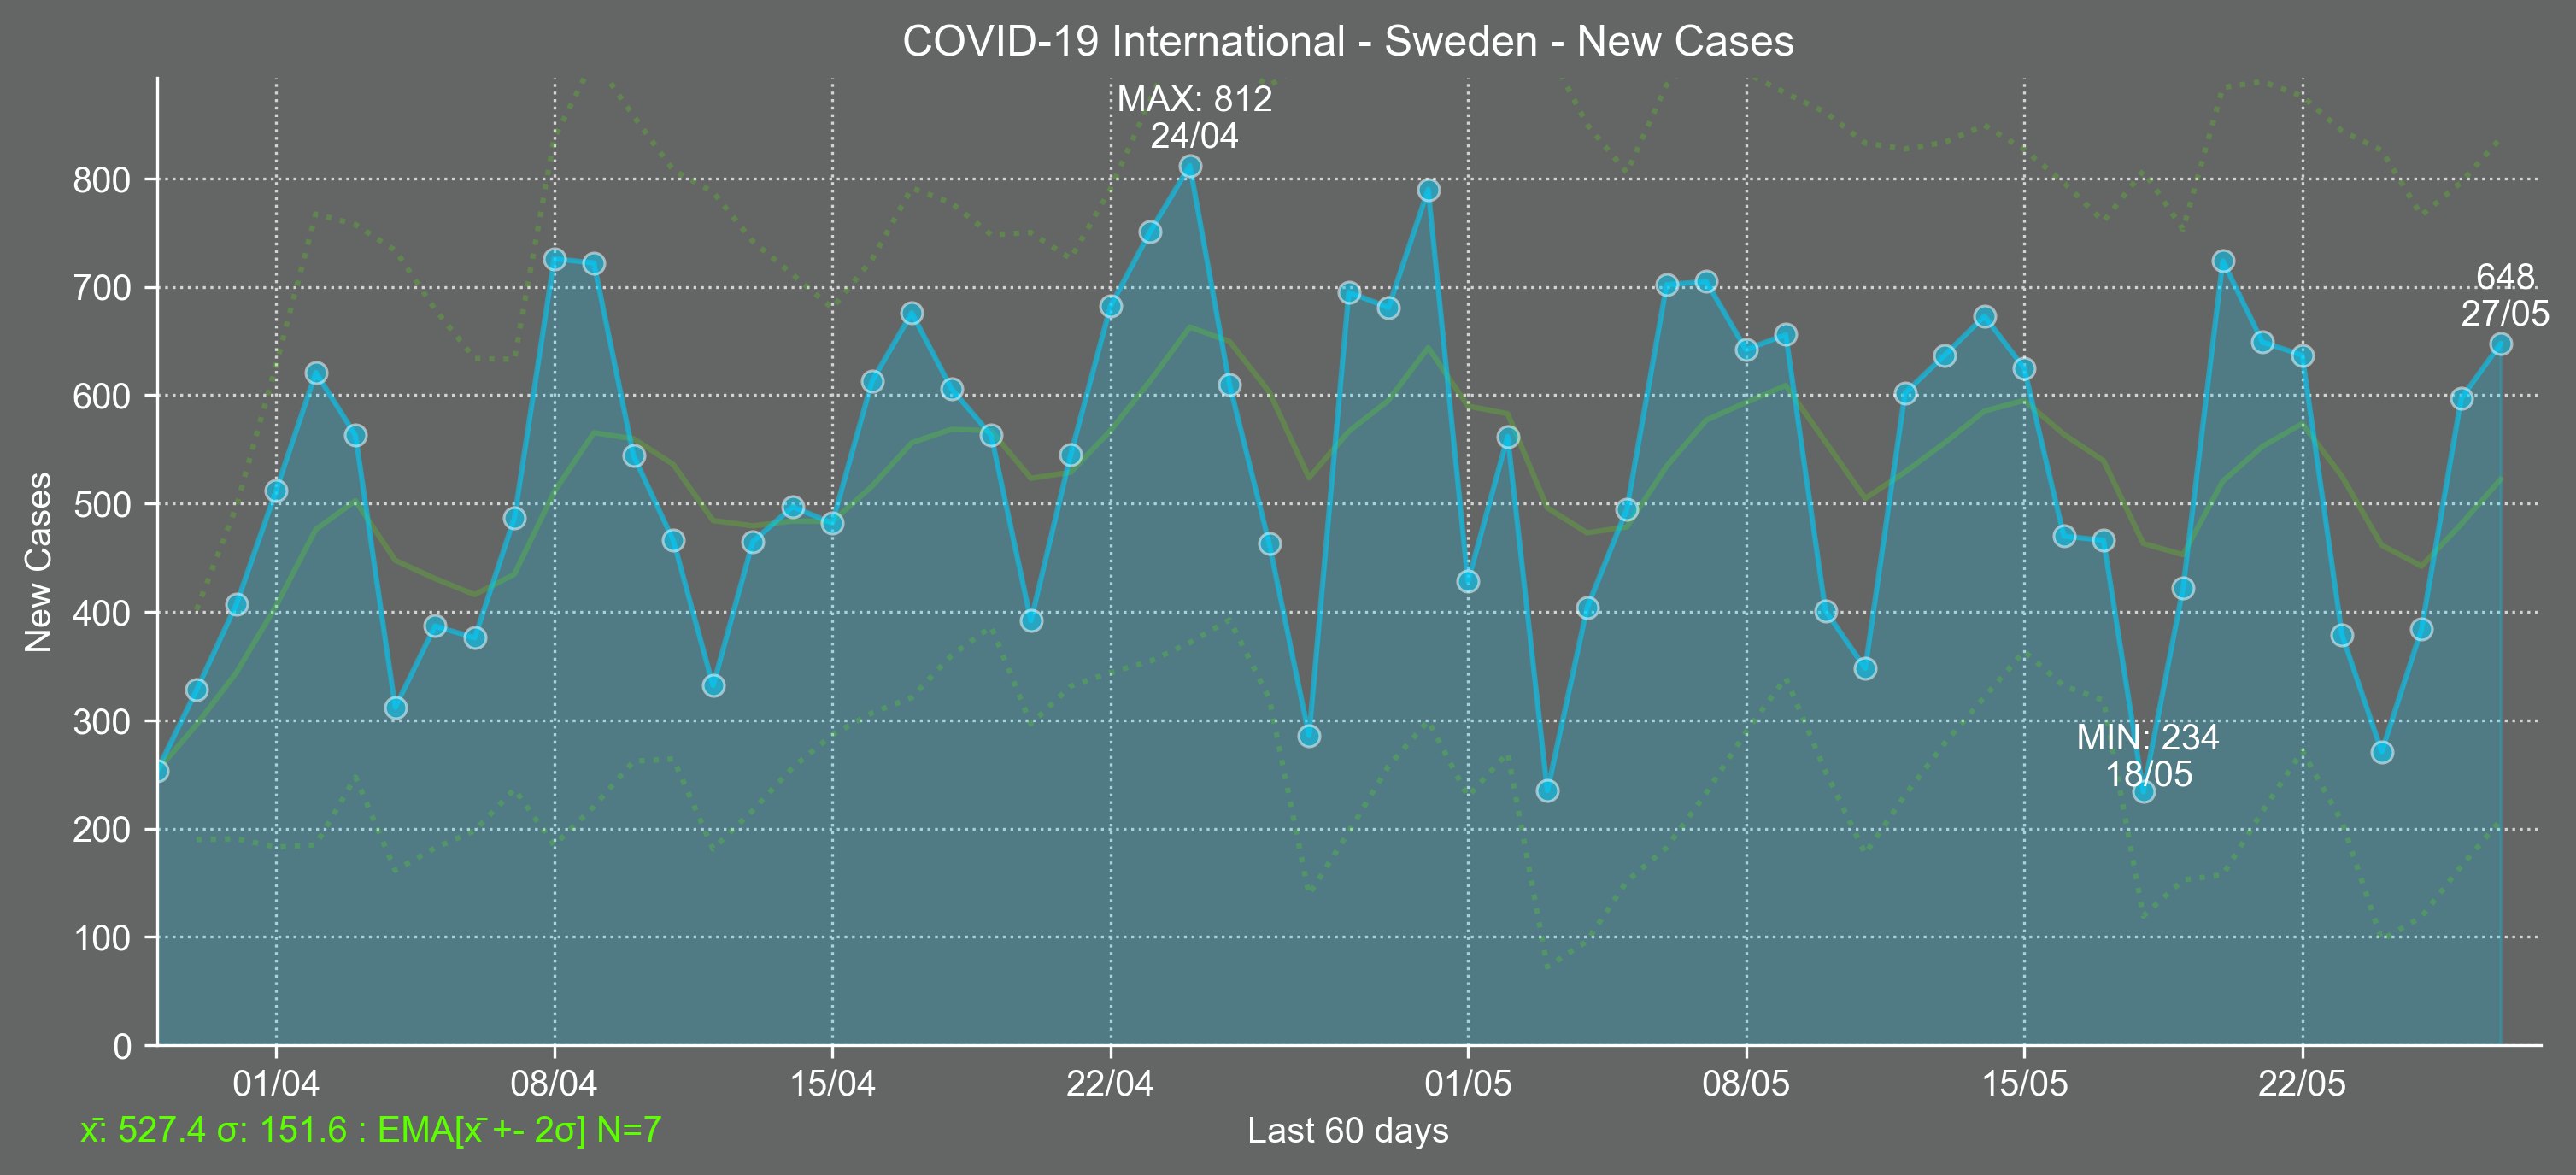 COVID-19 International - Sweden - New Cases
MAX: 812
24/04
800
700
600
500
400
300
200
100
0
New Cases
648
27/05
MIN: 234
18/05
01/04 08/04 15/04 22/04 01/05 08/05 15/05 22/05
x̄: 527.4 σ: 151.6 : EMA[x̄ +- 2σ] N=7
Last 60 days